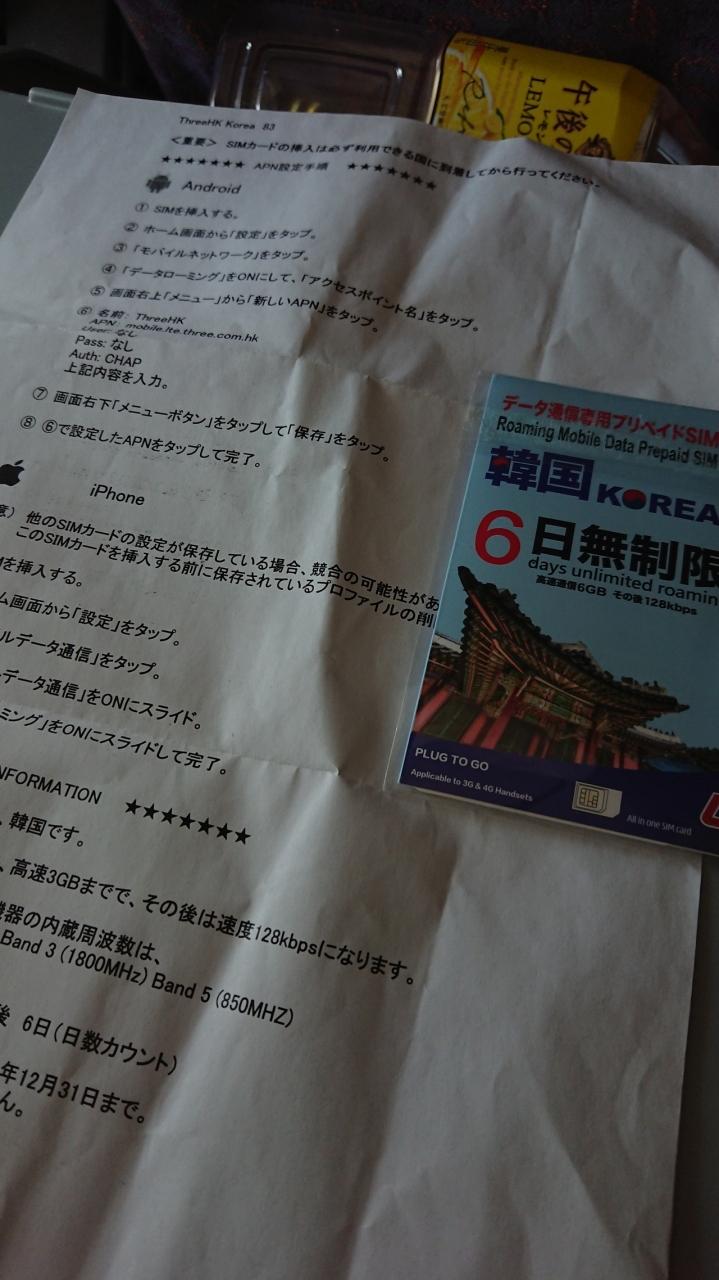 ThreeHK Korea 83
＜重要＞ SIMカードの挿入は必ず利用できる国に到着してから行ってください。
★★★★★★★ APN設定手順 ★★★★★★★
Android
① SIMを挿入する。
② ホーム画面から「設定」をタップ。
③ 「モバイルネットワーク」をタップ。
④ 「データローミング」をONにして、「アクセスポイント名」をタップ。
⑤ 画面右上「メニュー」から「新しいAPN」をタップ。
⑥ 名前: ThreeHK
APN: mobile.lte.three.com.hk
User: なし
Pass: なし
Auth: CHAP
上記内容を入力。
⑦ 画面右下「メニューボタン」をタップして「保存」をタップ。
⑧ ⑥で設定したAPNをタップして完了。
iPhone
意） 他のSIMカードの設定が保存している場合、競合の可能性があ
このSIMカードを挿入する前に保存されているプロファイルの削
Mを挿入する。
ム画面から「設定」をタップ。
ルデータ通信」をタップ。
データ通信」をONにスライド。
ミング」をONにスライドして完了。
NFORMATION ★★★★★★★
韓国です。
、高速3GBまでで、その後は速度128kbpsになります。
機器の内蔵周波数は、
Band 3 (1800MHz) Band 5 (850MHZ)
後 6日（日数カウント）
年12月31日まで。
ん。
午後の
レモン
LEMO
データ通信専用プリペイドSIM
Roaming Mobile Data Prepaid SIM
韓国 KOREA
6日無制限
days unlimited roamin
高速通信6GB その後128kbps
PLUG TO GO
Applicable to 3G & 4G Handsets
All in one SIM card